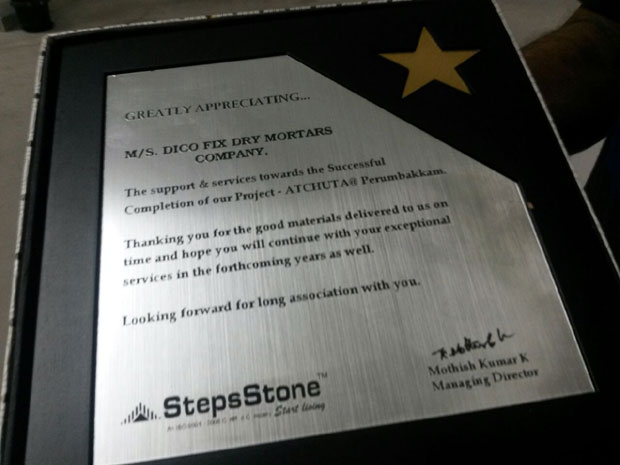 GREATLY APPRECIATING...
M/S. DICO FIX DRY MORTARS
COMPANY.
The support & services towards the Successful
Completion of our Project - ATCHUTA@ Perumbakkam.
Thanking you for the good materials delivered to us on
time and hope you will continue with your exceptional
services in the forthcoming years as well.
Looking forward for long association with you.
Mothish Kumar K
Managing Director
StepsStone™
Start living